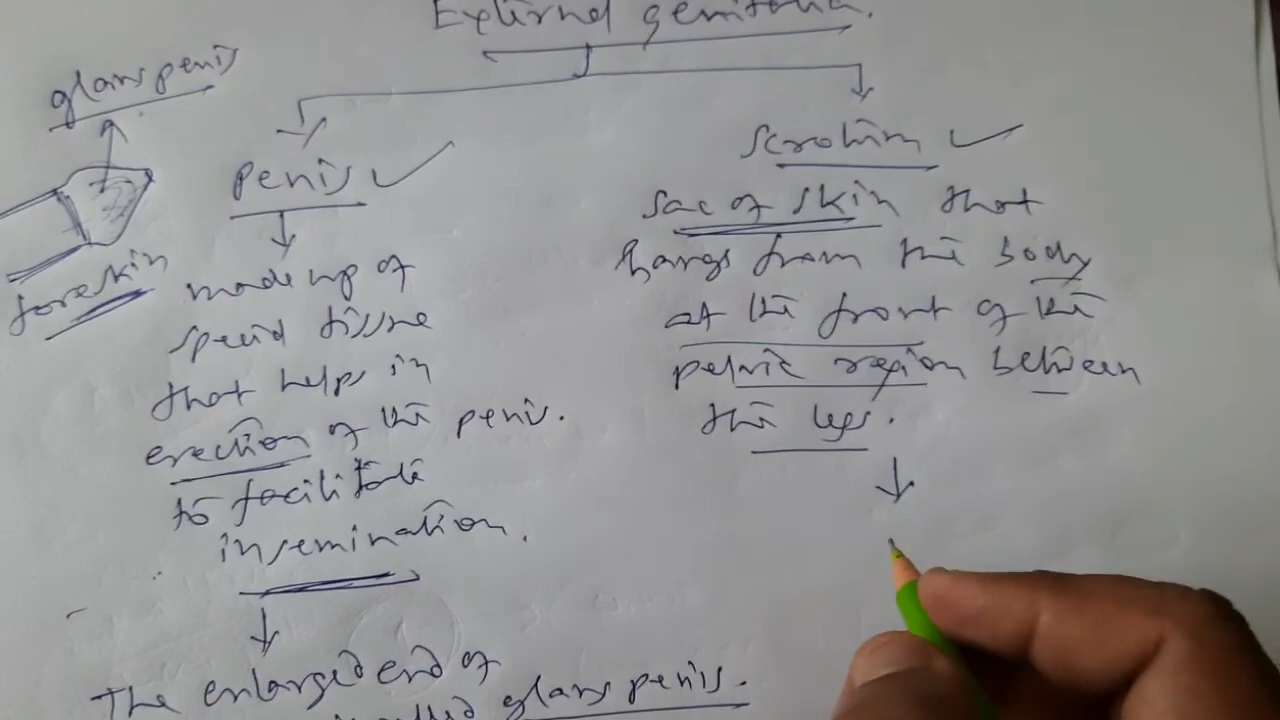 External genitalia.
glans penis
Penis
foreskin
made up of
special tissue
that helps in
erection of the penis.
to facilitate
insemination.
The enlarged end of
called glans penis.
Scrotum
Sac of skin that
hangs from the body
at the front of the
pelvic region between
the legs.